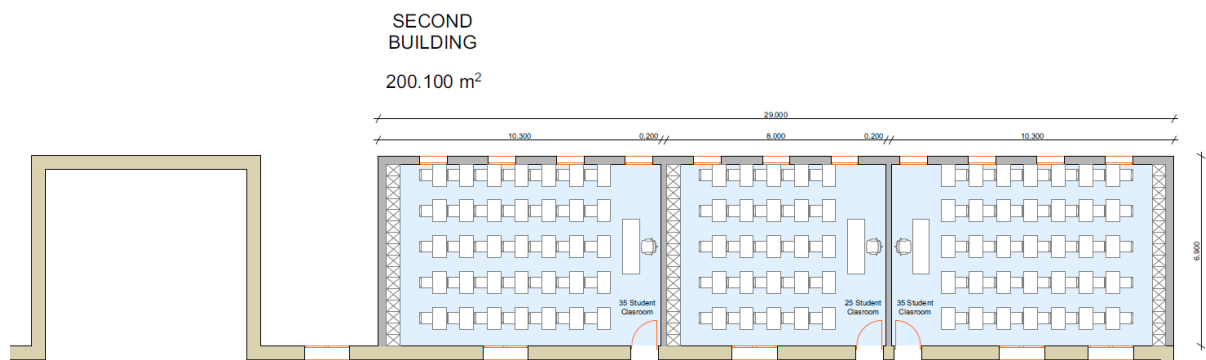 SECOND
BUILDING
200.100 m²
29.000
10.300
0.200
8.000
0.200
10.300
6.900
35 Student
Clasroom
25 Student
Clasroom
35 Student
Clasroom